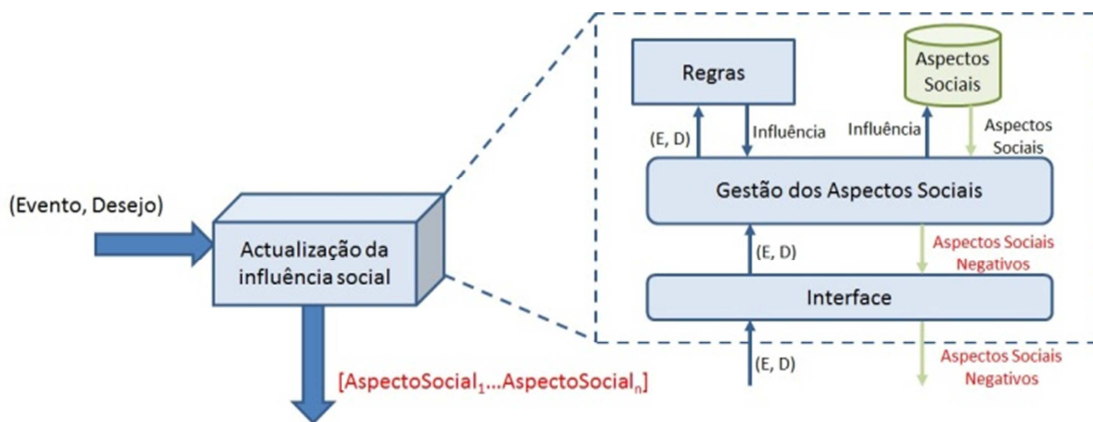 (Evento, Desejo)
Actualização da
influência social
[AspectoSocial₁...AspectoSocialₙ]
Regras
Aspectos
Sociais
(E, D)
Influência
Influência
Aspectos
Sociais
Gestão dos Aspectos Sociais
(E, D)
Aspectos Sociais
Negativos
Interface
(E, D)
Aspectos Sociais
Negativos